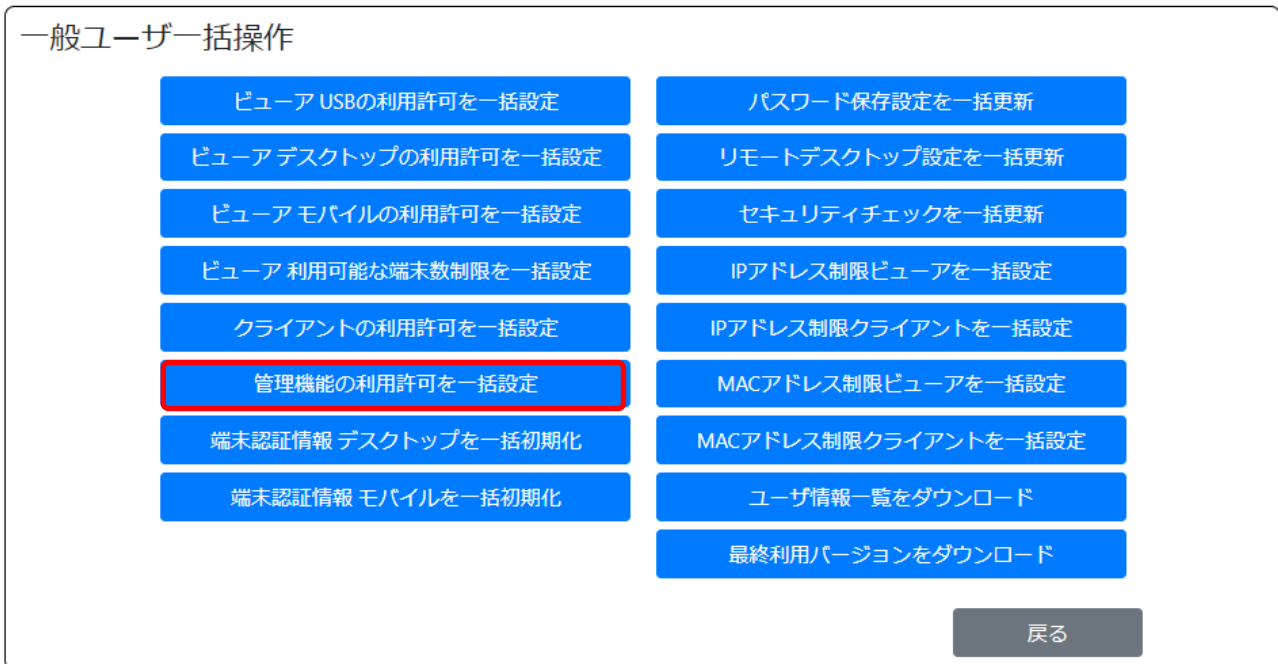 一般ユーザ一括操作
ビューア USBの利用許可を一括設定
ビューア デスクトップの利用許可を一括設定
ビューア モバイルの利用許可を一括設定
ビューア 利用可能な端末数制限を一括設定
クライアントの利用許可を一括設定
管理機能の利用許可を一括設定
端末認証情報 デスクトップを一括初期化
端末認証情報 モバイルを一括初期化
パスワード保存設定を一括更新
リモートデスクトップ設定を一括更新
セキュリティチェックを一括更新
IPアドレス制限ビューアを一括設定
IPアドレス制限クライアントを一括設定
MACアドレス制限ビューアを一括設定
MACアドレス制限クライアントを一括設定
ユーザ情報一覧をダウンロード
最終利用バージョンをダウンロード
戻る